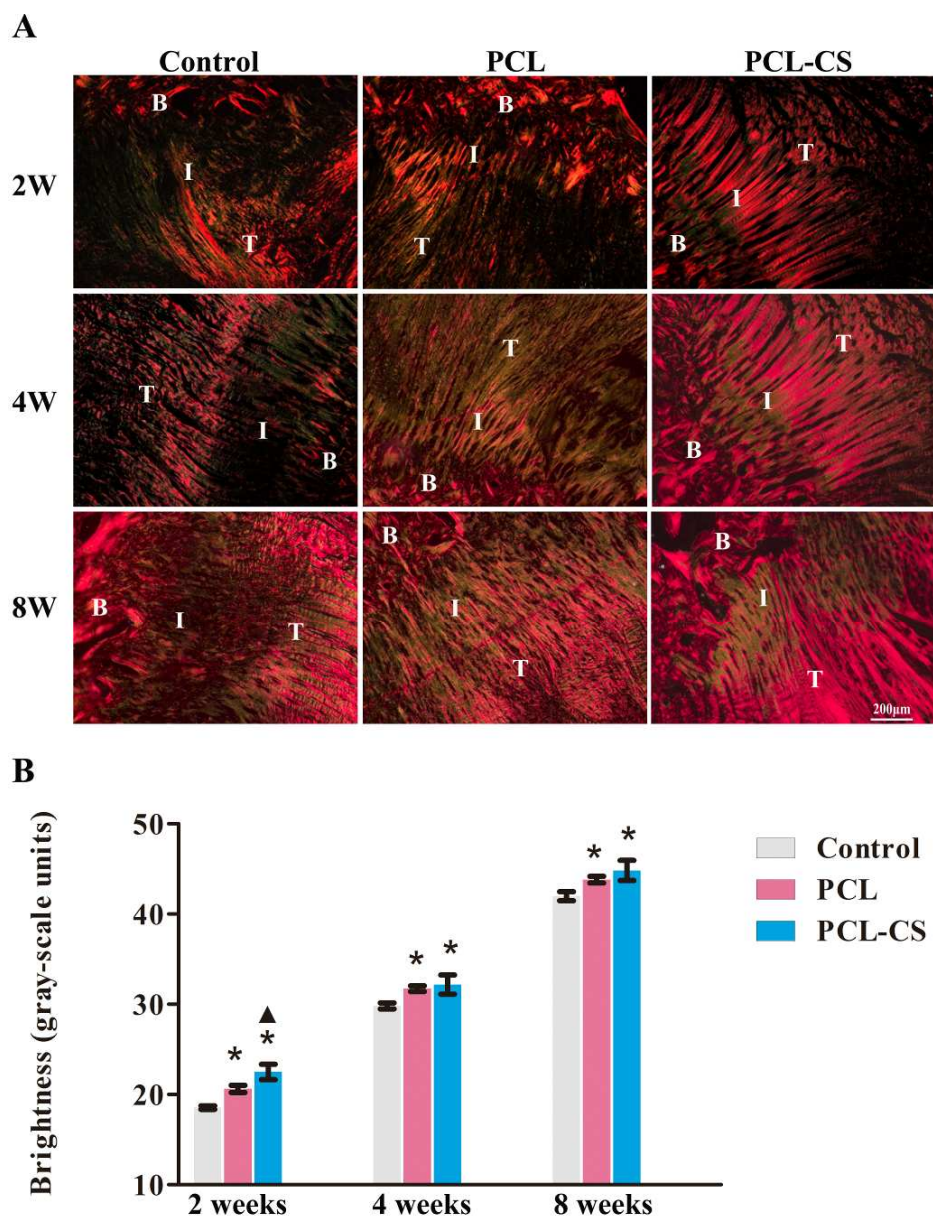 A
Control PCL PCL-CS
2W
B B T
I I I
T T B
4W
T T T
I I I
B B B
8W
B B B
I I I
T T T
200μm
B
Brightness (gray-scale units)
50
40
30
20
10
* * ▲ *
* *
* *
2 weeks 4 weeks 8 weeks
Control
PCL
PCL-CS